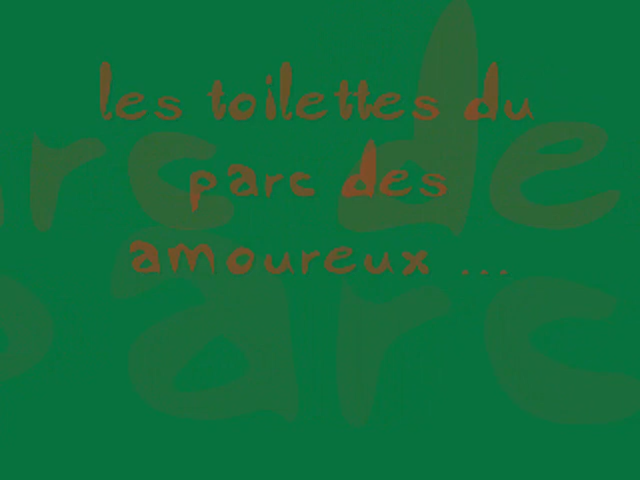 les toilettes du
parc des
amoureux ...